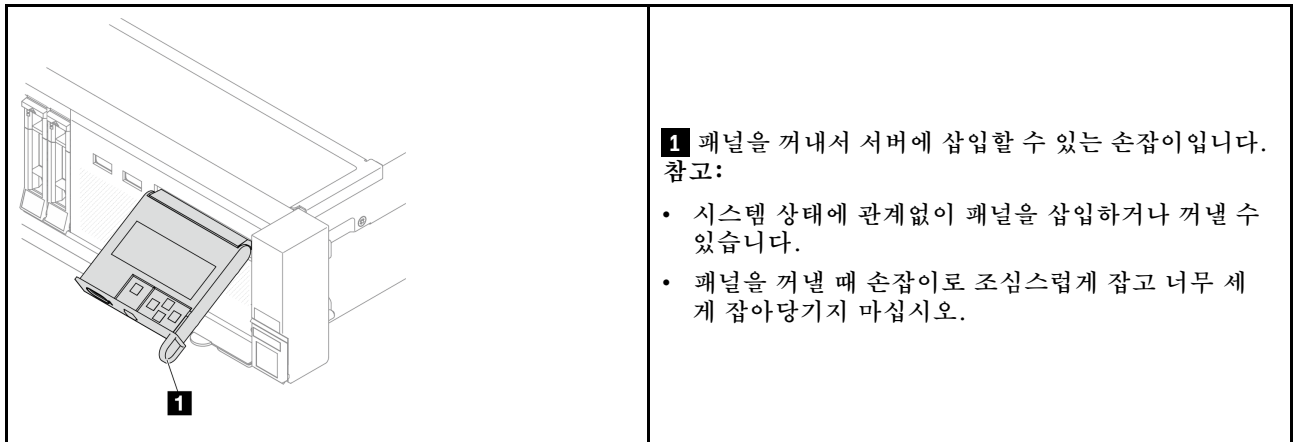 1
1 패널을 꺼내서 서버에 삽입할 수 있는 손잡이입니다.
참고:
• 시스템 상태에 관계없이 패널을 삽입하거나 꺼낼 수
있습니다.
• 패널을 꺼낼 때 손잡이로 조심스럽게 잡고 너무 세
게 잡아당기지 마십시오.